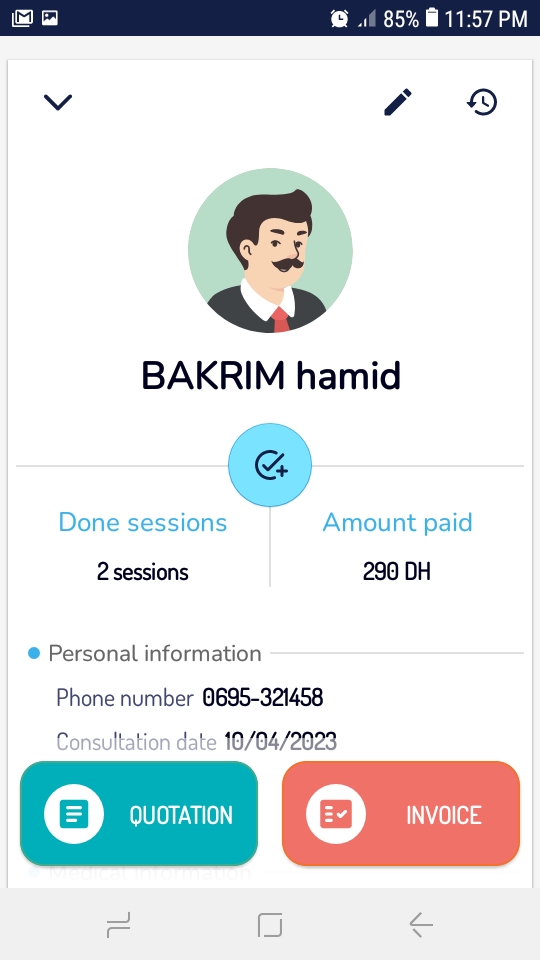 85% 11:57 PM
BAKRIM hamid
Done sessions
Amount paid
2 sessions
290 DH
Personal information
Phone number 0695-321458
Consultation date 10/04/2023
QUOTATION
INVOICE
Medical information